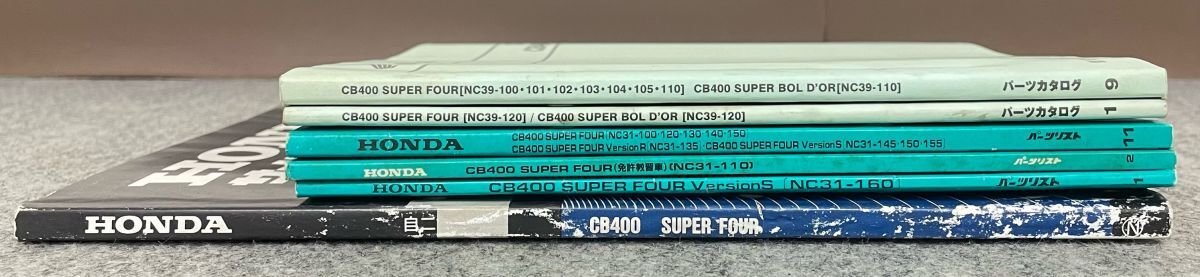 CB400 SUPER FOUR[NC39-100・101・102・103・104・105・110] CB400 SUPER BOL D'OR[NC39-110] パーツカタログ 9
CB400 SUPER FOUR [NC39-120] / CB400 SUPER BOL D'OR [NC39-120] パーツカタログ 1
HONDA
CB400 SUPER FOUR(NC31-100・120・130・140・150)
CB400 SUPER FOUR VersionR(NC31-135)・CB400 SUPER FOUR VersionS(NC31-145・150・155)
パーツリスト 11
HONDA CB400 SUPER FOUR(免許教習車)(NC31-110) パーツリスト 2
HONDA CB400 SUPER FOUR VersionS [NC31-160] パーツリスト 1
HONDA 自二 CB400 SUPER FOUR N